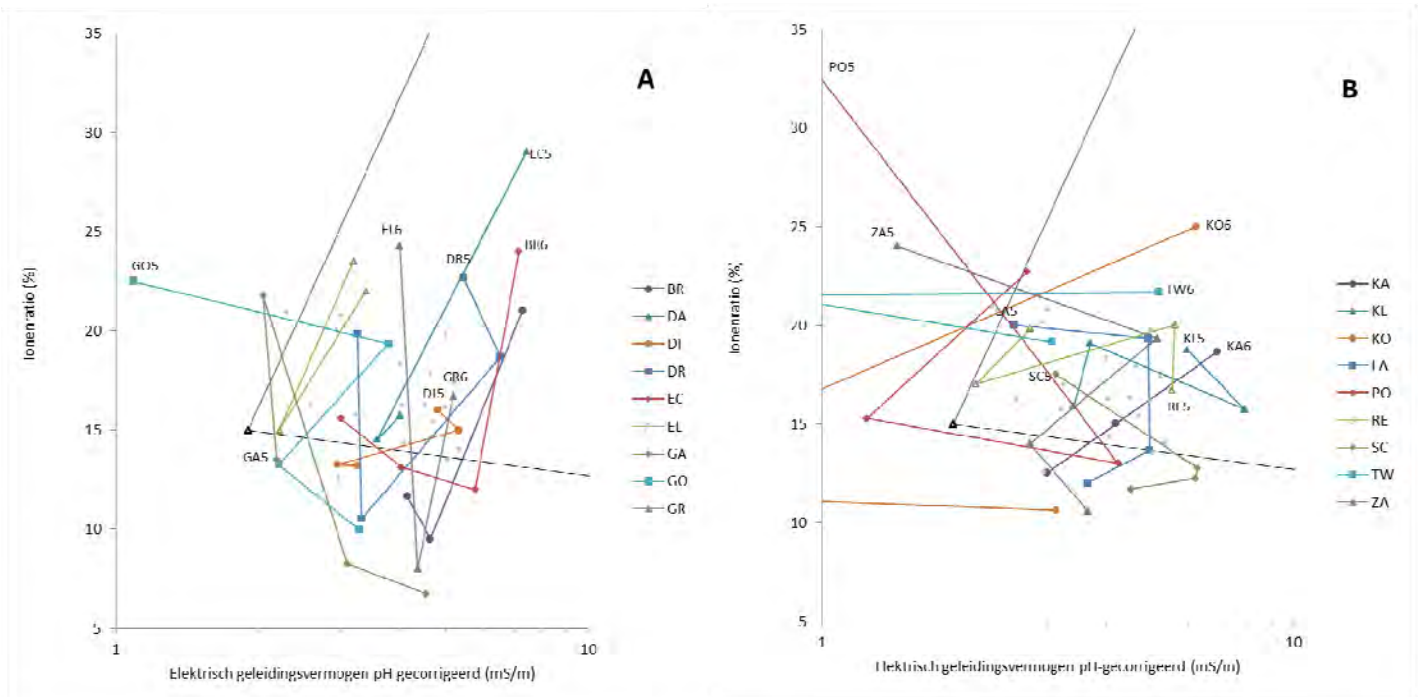 A
35
30
25
20
15
10
5
1
10
Ionenratio (%)
Elektrisch geleidingsvermogen pH gecorrigeerd (mS/m)
GO5
EL6
DR5
EC5
BR6
GR6
DI5
GA5
BR
DA
DI
DR
EC
EL
GA
GO
GR
B
35
30
25
20
15
10
5
1
10
Ionenratio (%)
Elektrisch geleidingsvermogen pH-gecorrigeerd (mS/m)
PO5
ZA5
KO6
TW6
KL5
KA6
SC5
RE5
KA
KL
KO
LA
PO
RE
SC
TW
ZA